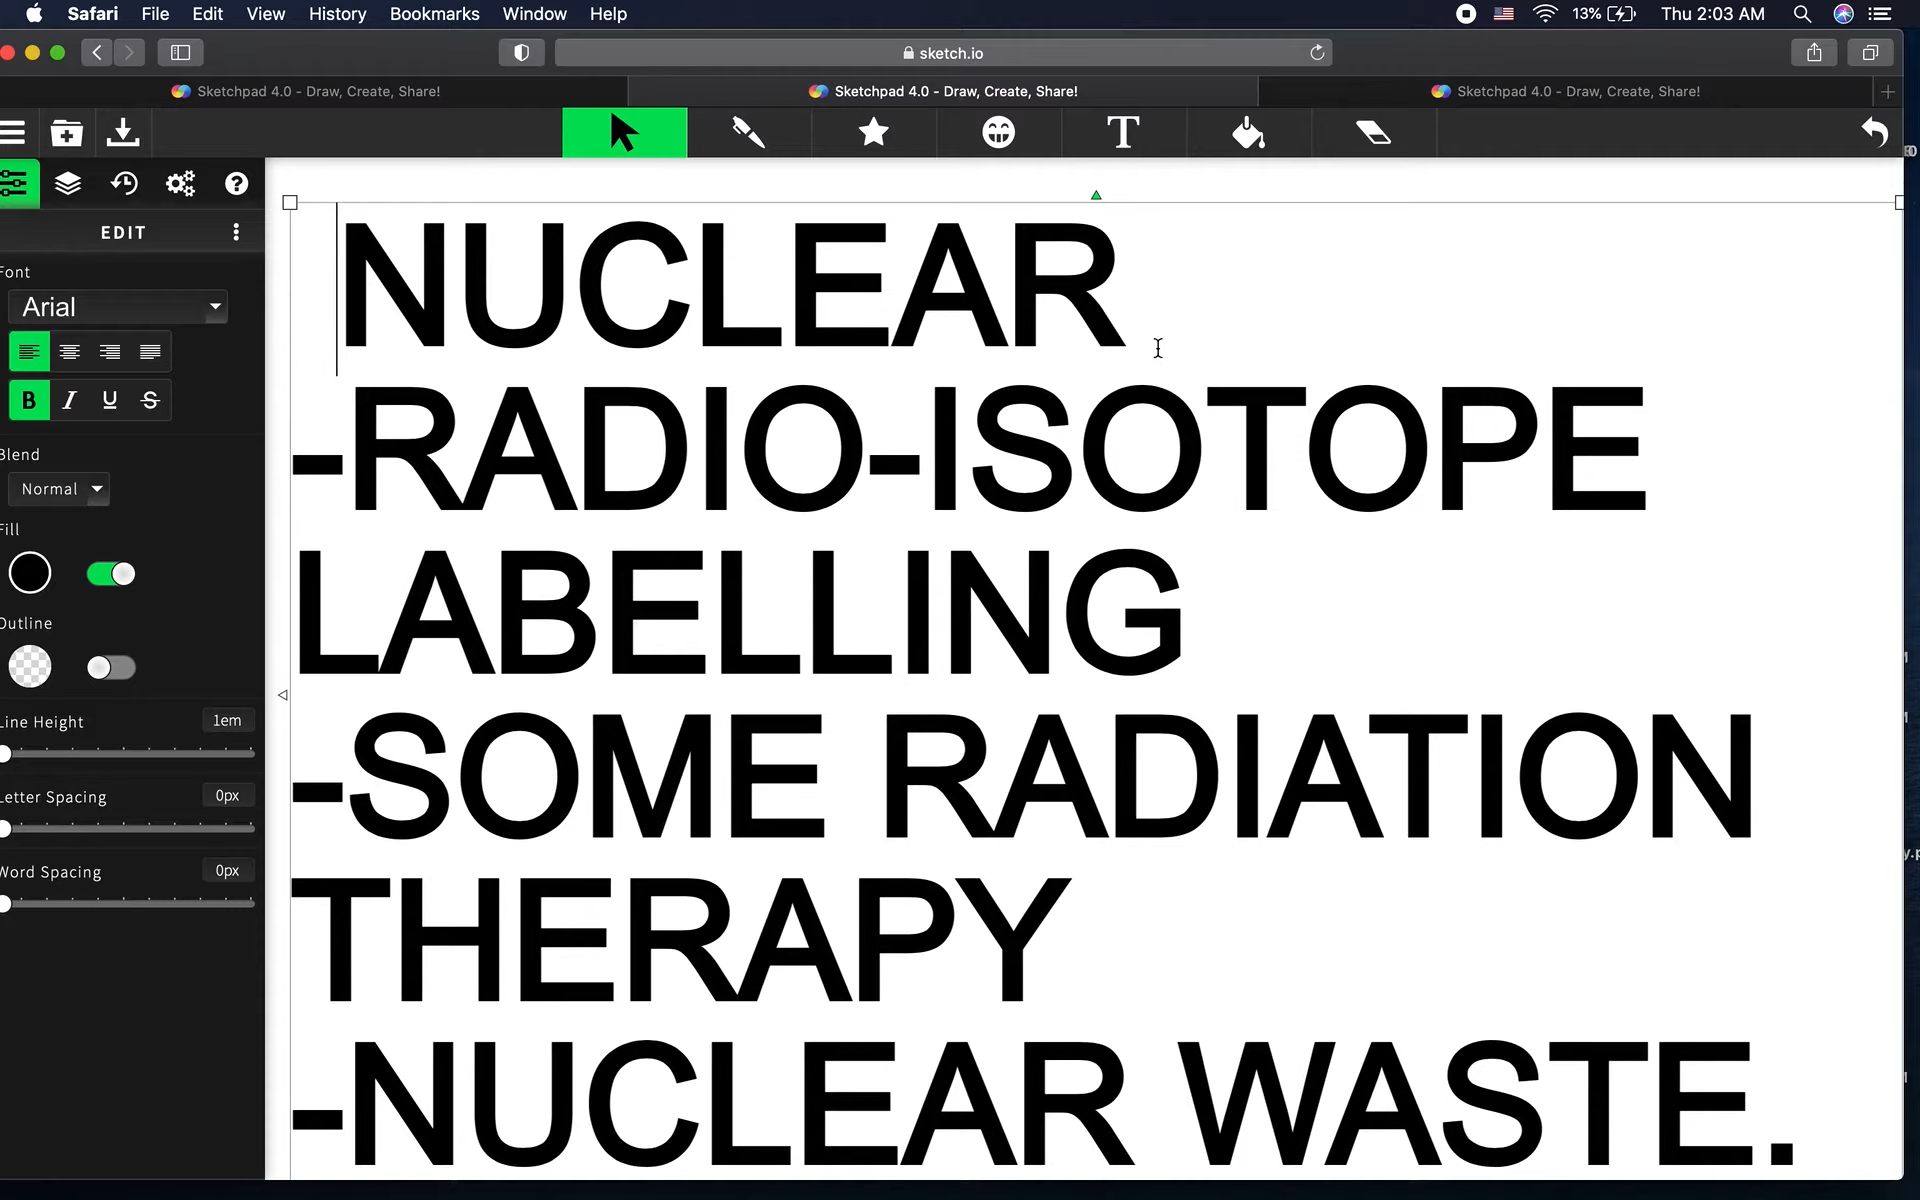 Safari File Edit View History Bookmarks Window Help 13% Thu 2:03 AM
sketch.io
Sketchpad 4.0 - Draw, Create, Share! Sketchpad 4.0 - Draw, Create, Share! Sketchpad 4.0 - Draw, Create, Share!
T
EDIT
Font
Arial
B I U S
Blend
Normal
Fill
Outline
Line Height 1em
Letter Spacing 0px
Word Spacing 0px
NUCLEAR
-RADIO-ISOTOPE
LABELLING
-SOME RADIATION
THERAPY
-NUCLEAR WASTE.